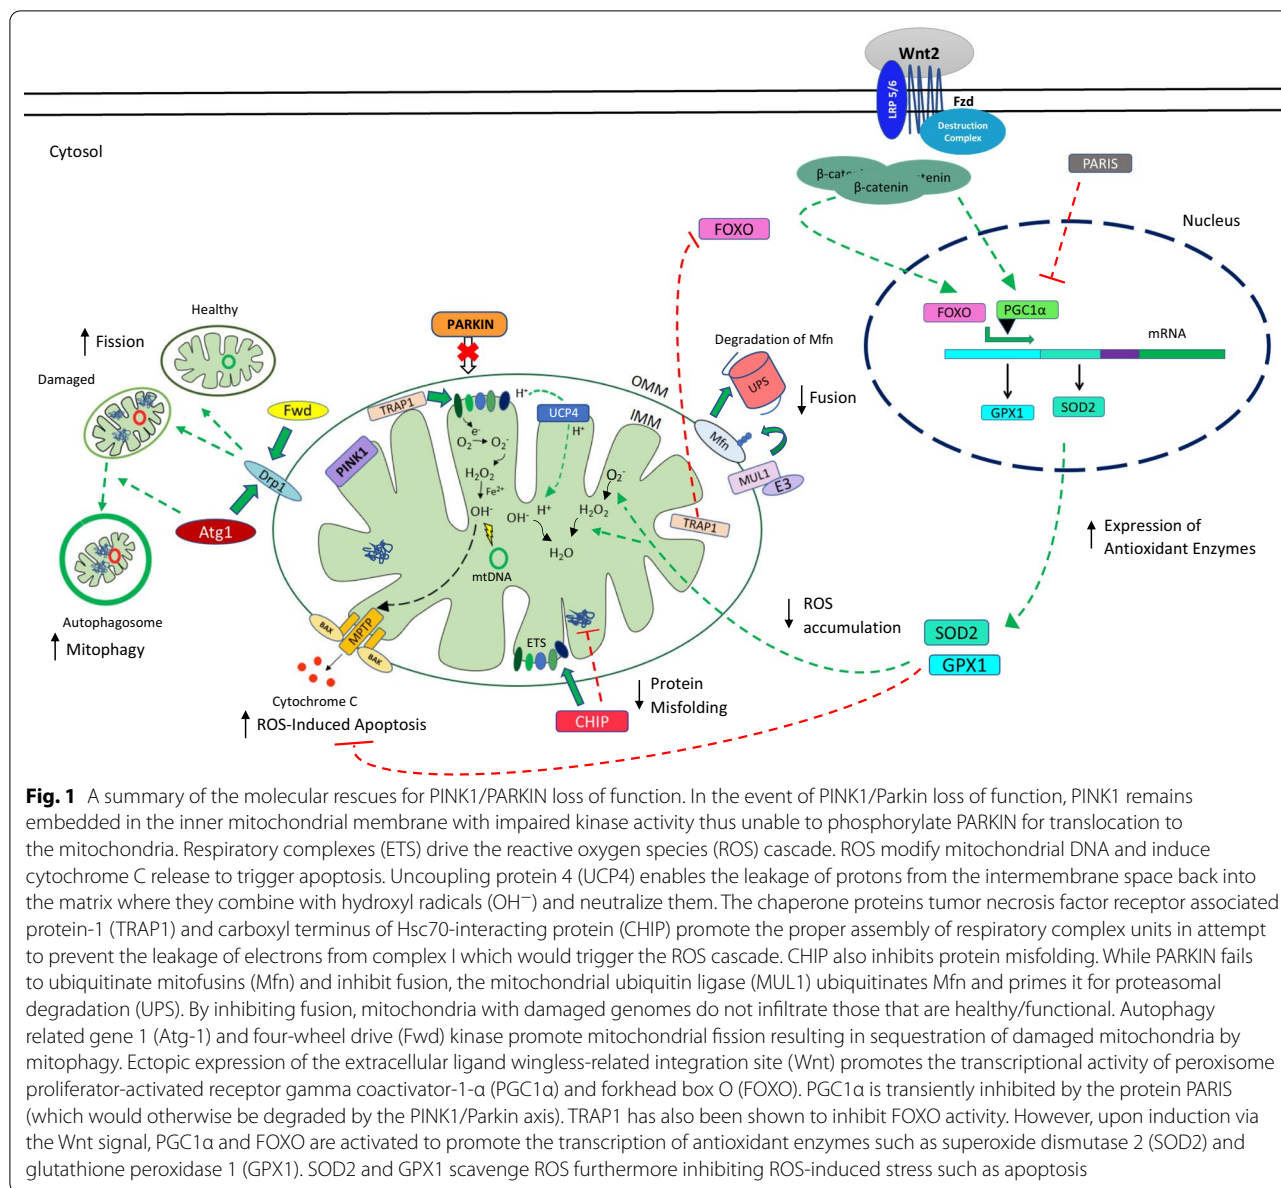 Wnt2
LRP 5/6
Fzd
Destruction
Complex
Cytosol
β-catenin
PARIS
Nucleus
FOXO
FOXO
PGC1α
mRNA
GPX1
SOD2
Healthy
Fission
Damaged
Fwd
Drp1
Atg1
Autophagosome
Mitophagy
PARKIN
TRAP1
PINK1
H⁺
UCP4
H⁺
OMM
IMM
e⁻
O₂
O₂⁻
H₂O₂
Fe²⁺
OH⁻
mtDNA
OH⁻
H⁺
H₂O
H₂O₂
O₂⁻
TRAP1
Degradation of Mfn
UPS
Fusion
Mfn
MUL1
E3
Expression of
Antioxidant Enzymes
ROS
accumulation
SOD2
GPX1
BAX
MPTP
BAK
ETS
Cytochrome C
ROS-Induced Apoptosis
CHIP
Protein
Misfolding
Fig. 1 A summary of the molecular rescues for PINK1/PARKIN loss of function. In the event of PINK1/Parkin loss of function, PINK1 remains
embedded in the inner mitochondrial membrane with impaired kinase activity thus unable to phosphorylate PARKIN for translocation to
the mitochondria. Respiratory complexes (ETS) drive the reactive oxygen species (ROS) cascade. ROS modify mitochondrial DNA and induce
cytochrome C release to trigger apoptosis. Uncoupling protein 4 (UCP4) enables the leakage of protons from the intermembrane space back into
the matrix where they combine with hydroxyl radicals (OH⁻) and neutralize them. The chaperone proteins tumor necrosis factor receptor associated
protein-1 (TRAP1) and carboxyl terminus of Hsc70-interacting protein (CHIP) promote the proper assembly of respiratory complex units in attempt
to prevent the leakage of electrons from complex I which would trigger the ROS cascade. CHIP also inhibits protein misfolding. While PARKIN fails
to ubiquitinate mitofusins (Mfn) and inhibit fusion, the mitochondrial ubiquitin ligase (MUL1) ubiquitinates Mfn and primes it for proteasomal
degradation (UPS). By inhibiting fusion, mitochondria with damaged genomes do not infiltrate those that are healthy/functional. Autophagy
related gene 1 (Atg-1) and four-wheel drive (Fwd) kinase promote mitochondrial fission resulting in sequestration of damaged mitochondria by
mitophagy. Ectopic expression of the extracellular ligand wingless-related integration site (Wnt) promotes the transcriptional activity of peroxisome
proliferator-activated receptor gamma coactivator-1-α (PGC1α) and forkhead box O (FOXO). PGC1α is transiently inhibited by the protein PARIS
(which would otherwise be degraded by the PINK1/Parkin axis). TRAP1 has also been shown to inhibit FOXO activity. However, upon induction via
the Wnt signal, PGC1α and FOXO are activated to promote the transcription of antioxidant enzymes such as superoxide dismutase 2 (SOD2) and
glutathione peroxidase 1 (GPX1). SOD2 and GPX1 scavenge ROS furthermore inhibiting ROS-induced stress such as apoptosis